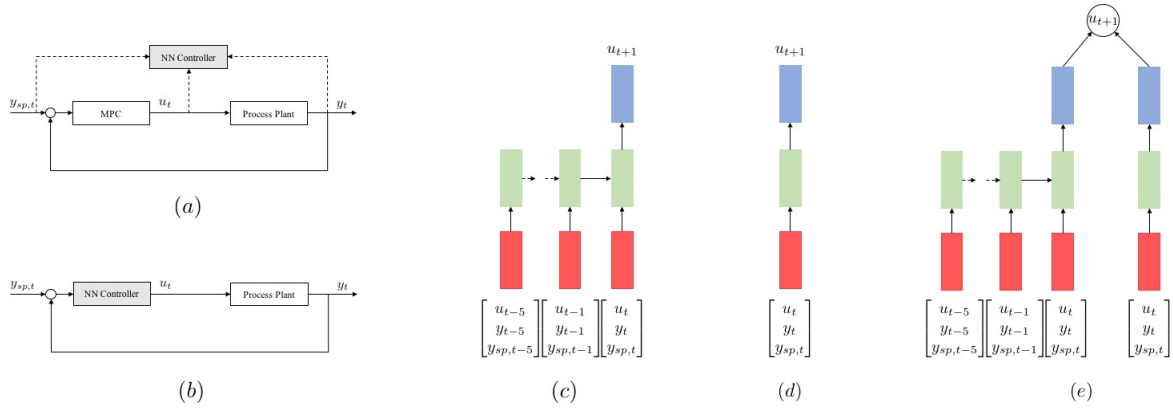 NN Controller
y_{sp,t}
MPC
u_t
Process Plant
y_t
(a)
y_{sp,t}
NN Controller
u_t
Process Plant
y_t
(b)
u_{t+1}
u_{t-5} u_{t-1} u_t
y_{t-5} y_{t-1} y_t
y_{sp,t-5} y_{sp,t-1} y_{sp,t}
(c)
u_{t+1}
u_t
y_t
y_{sp,t}
(d)
u_{t+1}
u_{t-5} u_{t-1} u_t u_t
y_{t-5} y_{t-1} y_t y_t
y_{sp,t-5} y_{sp,t-1} y_{sp,t} y_{sp,t}
(e)